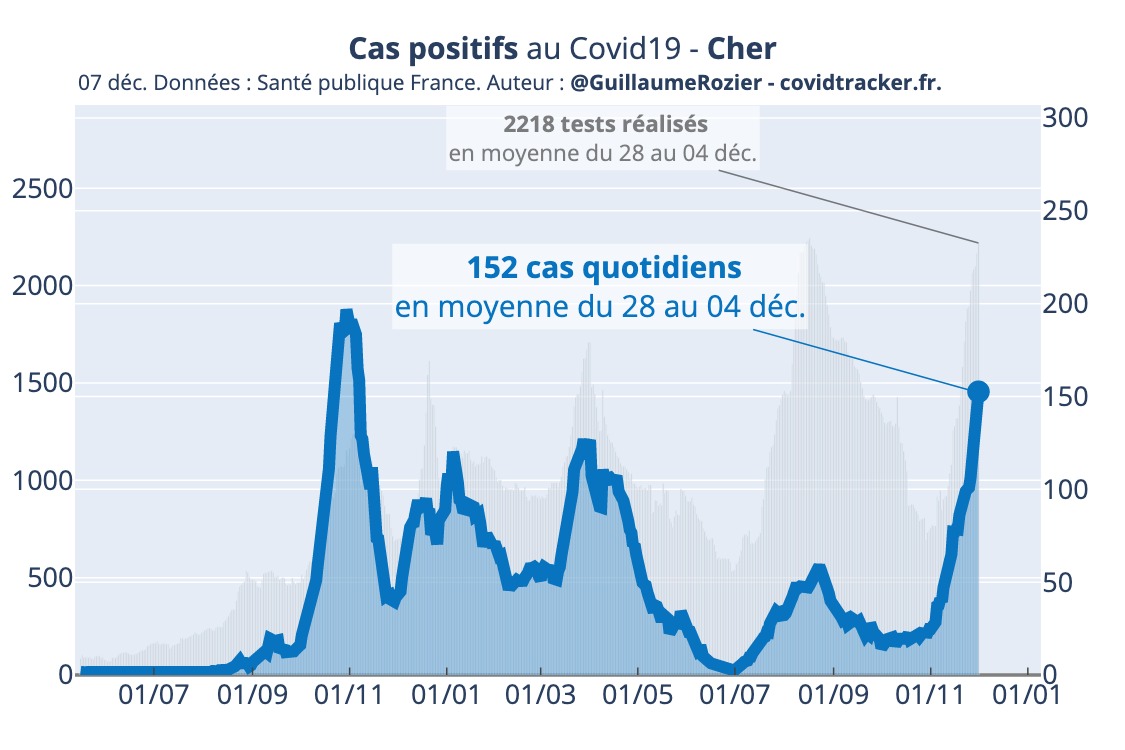 Cas positifs au Covid19 - Cher
07 déc. Données : Santé publique France. Auteur : @GuillaumeRozier - covidtracker.fr.
2218 tests réalisés
en moyenne du 28 au 04 déc.
152 cas quotidiens
en moyenne du 28 au 04 déc.
2500
2000
1500
1000
500
0
300
250
200
150
100
50
0
01/07 01/09 01/11 01/01 01/03 01/05 01/07 01/09 01/11 01/01